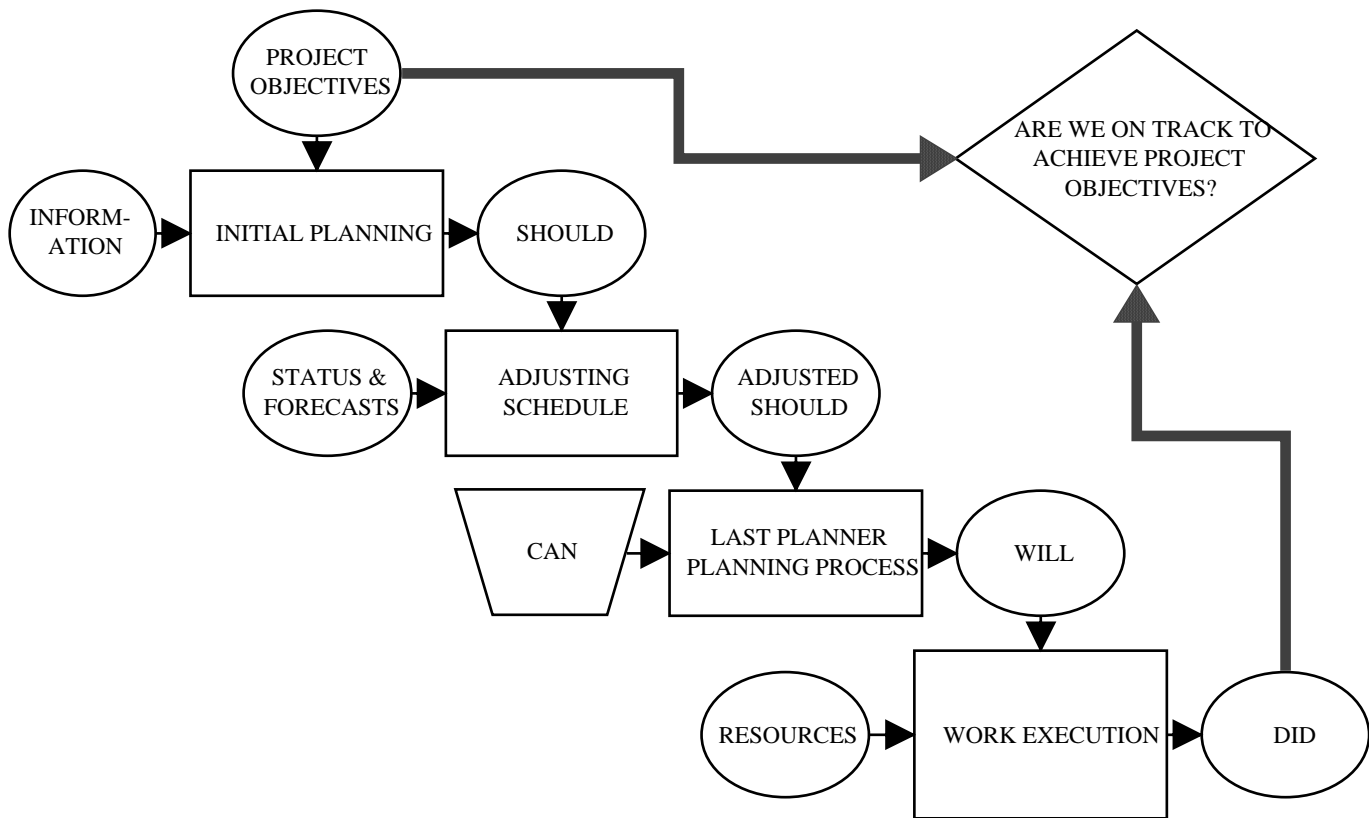 PROJECT
OBJECTIVES
ARE WE ON TRACK TO
ACHIEVE PROJECT
OBJECTIVES?
INFORM-
ATION
INITIAL PLANNING
SHOULD
STATUS &
FORECASTS
ADJUSTING
SCHEDULE
ADJUSTED
SHOULD
CAN
LAST PLANNER
PLANNING PROCESS
WILL
RESOURCES
WORK EXECUTION
DID